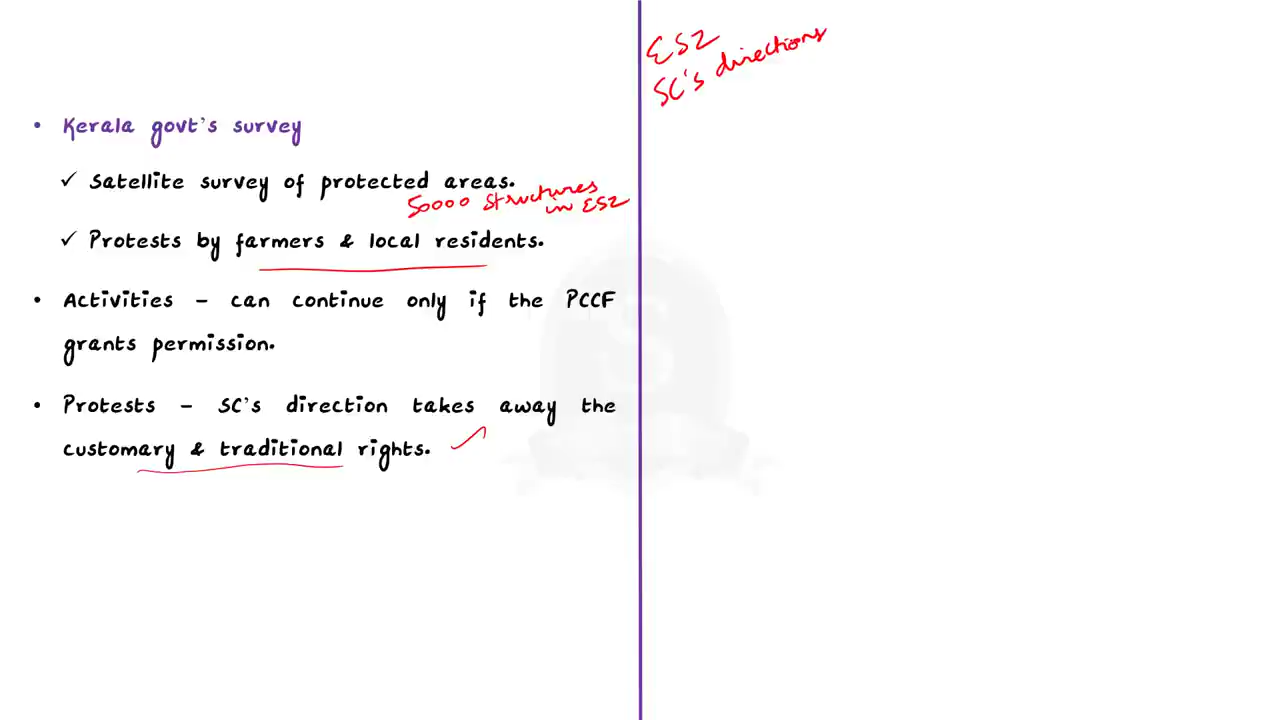 • Kerala govt's survey
✓ Satellite survey of protected areas.
50000 structures
in ESZ
✓ Protests by farmers & local residents.
• Activities – can continue only if the PCCF
grants permission.
• Protests – SC's direction takes away the
customary & traditional rights.
ESZ
SC's directions